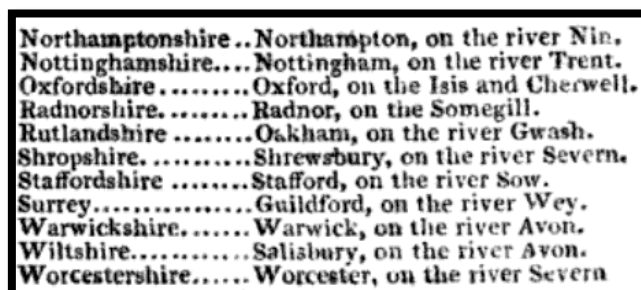 Northamptonshire..Northampton, on the river Nin.
Nottinghamshire....Nottingham, on the river Trent.
Oxfordshire .........Oxford, on the Isis and Cherwell.
Radnorshire.........Radnor, on the Somegill.
Rutlandshire ........Oakham, on the river Gwash.
Shropshire...........Shrewsbury, on the river Severn.
Staffordshire ........Stafford, on the river Sow.
Surrey................Guildford, on the river Wey.
Warwickshire.......Warwick, on the river Avon.
Wiltshire............Salisbury, on the river Avon.
Worcestershire......Worcester, on the river Severn